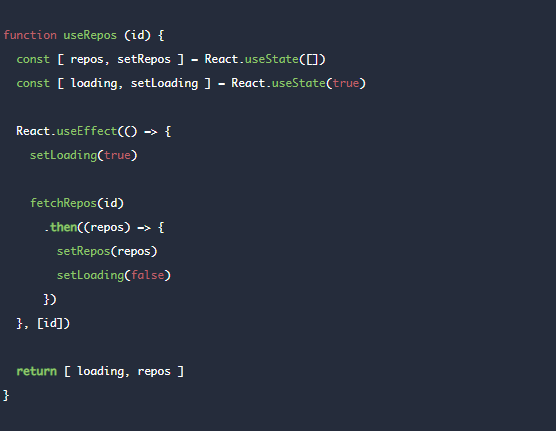 function useRepos (id) {
  const [ repos, setRepos ] = React.useState([])
  const [ loading, setLoading ] = React.useState(true)
  React.useEffect(() => {
    setLoading(true)
    fetchRepos(id)
      .then((repos) => {
        setRepos(repos)
        setLoading(false)
      })
  }, [id])
  return [ loading, repos ]
}